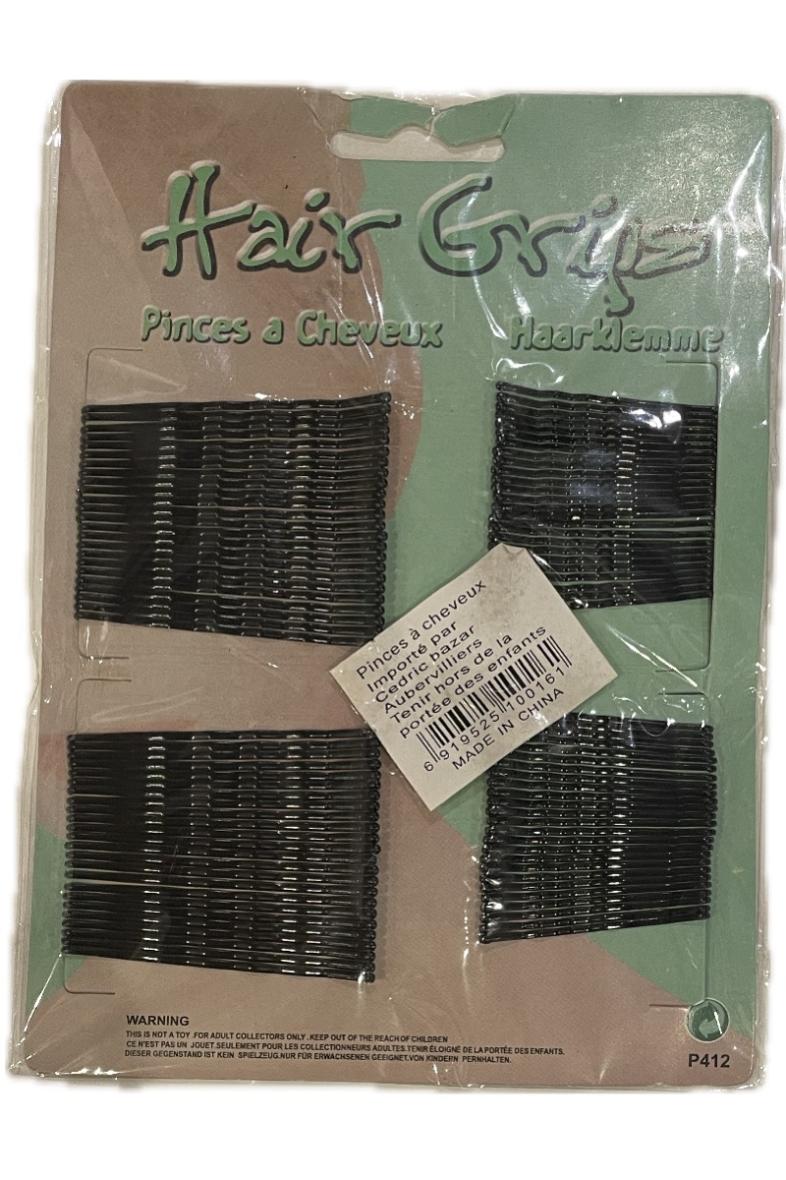 Hair Grips
Pinces a Cheveux
Haarklemme
Pinces à cheveux
Importé par
Cedric bazar
Aubervilliers
Tenir hors de la
portée des enfants
6 919525 100161
MADE IN CHINA
WARNING
THIS IS NOT A TOY .FOR ADULT COLLECTORS ONLY .KEEP OUT OF THE REACH OF CHILDREN
CE N'EST PAS UN JOUET.SEULEMENT POUR LES COLLECTIONNEURS ADULTES.TENIR ÉLOIGNÉ DE LA PORTÉE DES ENFANTS.
DIESER GEGENSTAND IST KEIN SPIELZEUG.NUR FÜR ERWACHSENEN GEEIGNET.VON KINDERN PERNHALTEN.
P412